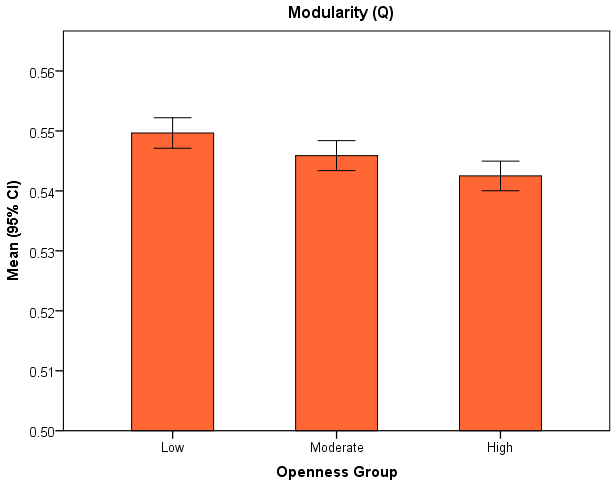 Modularity (Q)
Mean (95% CI)
0.56
0.55
0.54
0.53
0.52
0.51
0.50
Low Moderate High
Openness Group